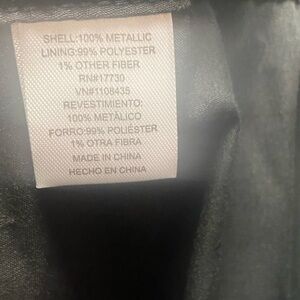 SHELL:100% METALLIC
LINING:99% POLYESTER
1% OTHER FIBER
RN#17730
VN#1108435
REVESTIMIENTO:
100% METÁLICO
FORRO:99% POLIÉSTER
1% OTRA FIBRA
MADE IN CHINA
HECHO EN CHINA